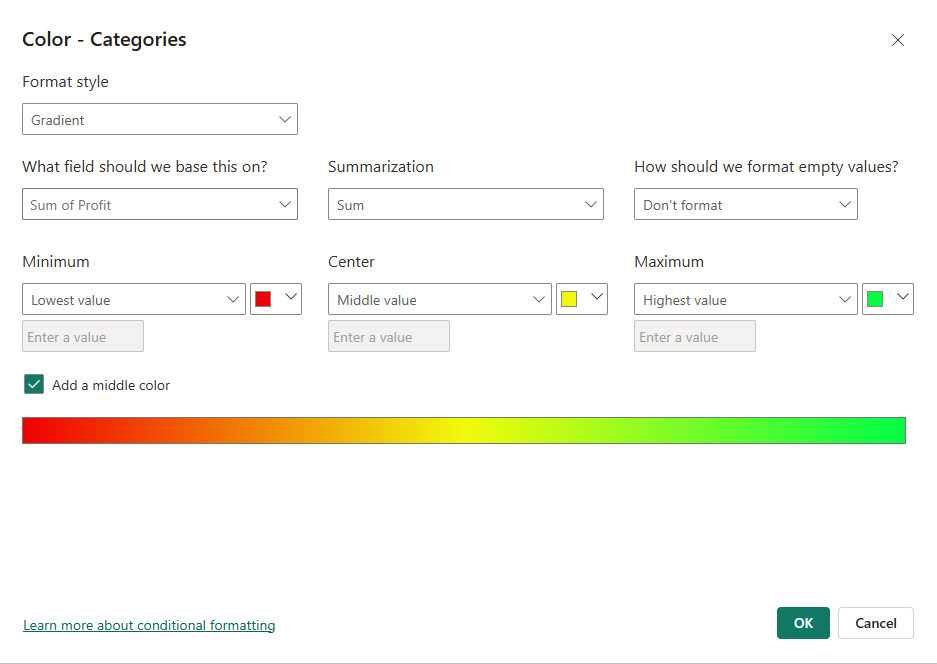 Color - Categories
Format style
Gradient
What field should we base this on? Summarization How should we format empty values?
Sum of Profit Sum Don't format
Minimum Center Maximum
Lowest value Middle value Highest value
Enter a value Enter a value Enter a value
Add a middle color
Learn more about conditional formatting OK Cancel